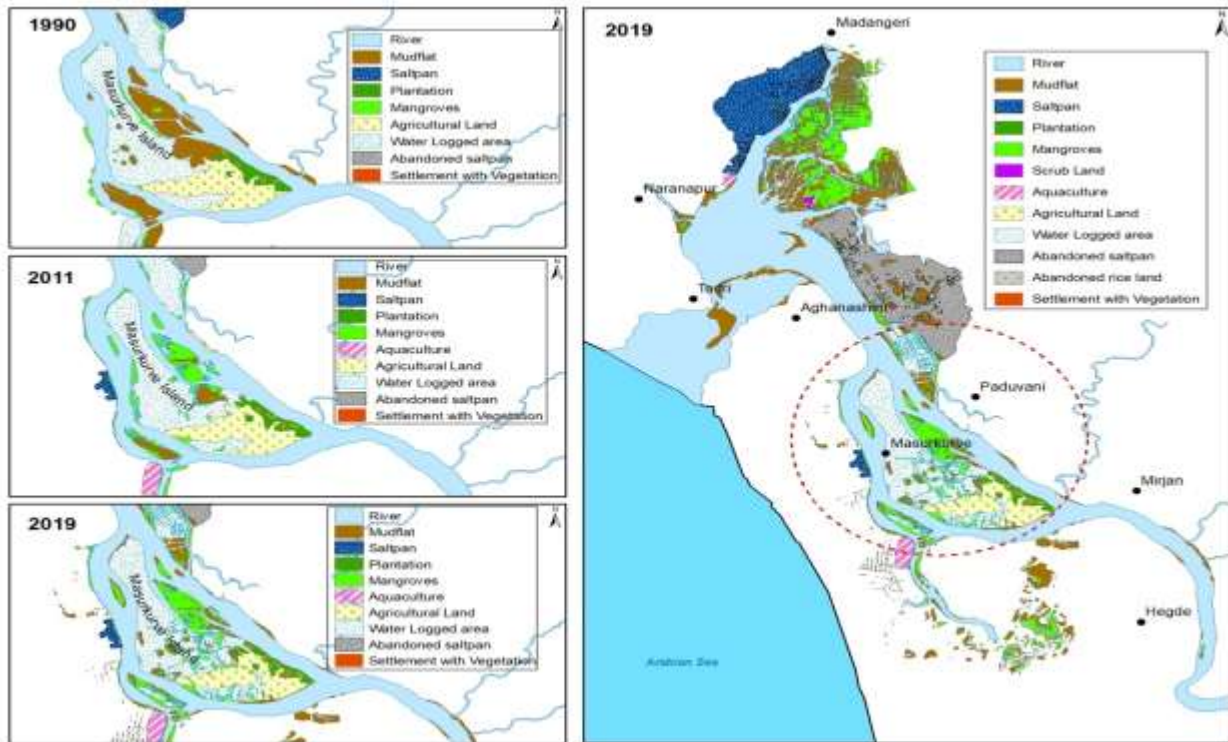 1990
N
River
Mudflat
Saltpan
Plantation
Mangroves
Agricultural Land
Water Logged area
Abandoned saltpan
Settlement with Vegetation
Masurkurve Island
2011
N
River
Mudflat
Saltpan
Plantation
Mangroves
Aquaculture
Agricultural Land
Water Logged area
Abandoned saltpan
Settlement with Vegetation
Masurkurve Island
2019
N
River
Mudflat
Saltpan
Plantation
Mangroves
Aquaculture
Agricultural Land
Water Logged area
Abandoned saltpan
Settlement with Vegetation
Masurkurve
2019
N
Madangeri
River
Mudflat
Saltpan
Plantation
Mangroves
Scrub Land
Aquaculture
Agricultural Land
Water Logged area
Abandoned saltpan
Abandoned rice land
Settlement with Vegetation
Naranapur
Aghanashini
Paduvani
Masurkurve
Mirjan
Hegde
Arabian Sea